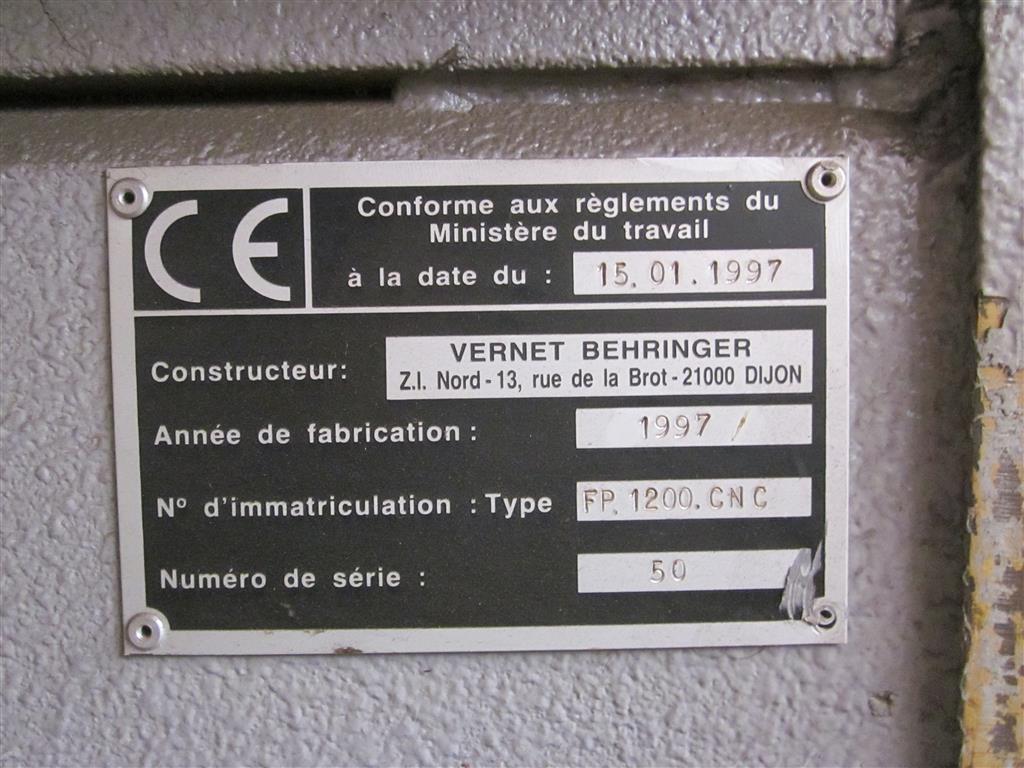 CE
Conforme aux règlements du
Ministère du travail
à la date du : 15.01.1997
Constructeur: VERNET BEHRINGER
Z.I. Nord - 13, rue de la Brot - 21000 DIJON
Année de fabrication : 1997 /
Nº d'immatriculation : Type FP.1200.CNC
Numéro de série : 50